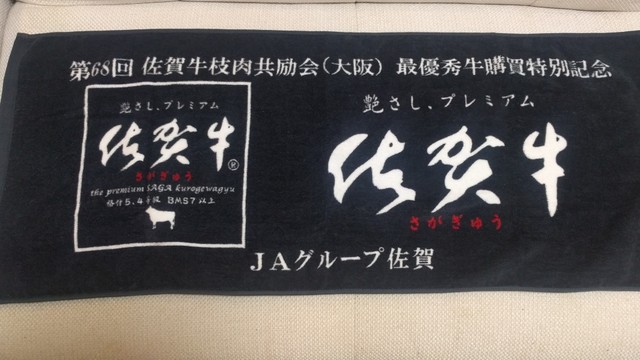 第68回 佐賀牛枝肉共励会(大阪) 最優秀牛購買特別記念
艶さし、プレミアム
佐賀牛®
さがぎゅう
the premium SAGA kurogewagyu
格付5.4等級 BMS7以上
艶さし、プレミアム
佐賀牛
さがぎゅう
JAグループ佐賀